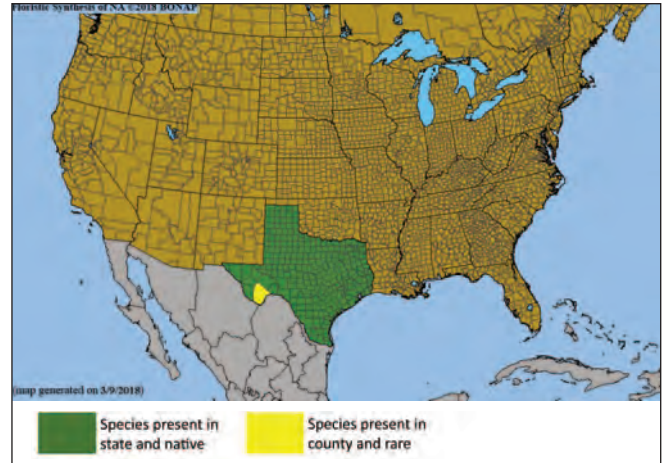 Floristic Synthesis of NA ©2018 BONAP
(map generated on 3/9/2018)
Species present in
state and native
Species present in
county and rare